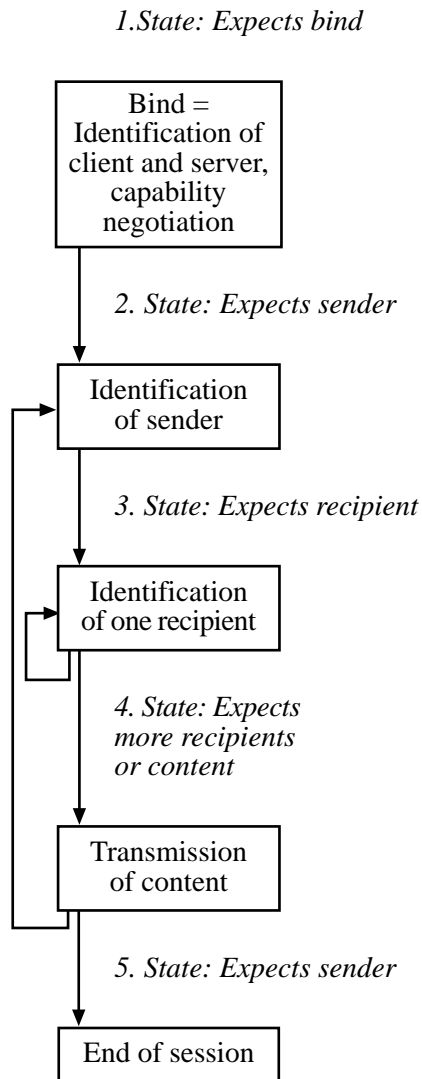 1.State: Expects bind
Bind =
Identification of
client and server,
capability
negotiation
2. State: Expects sender
Identification
of sender
3. State: Expects recipient
Identification
of one recipient
4. State: Expects
more recipients
or content
Transmission
of content
5. State: Expects sender
End of session